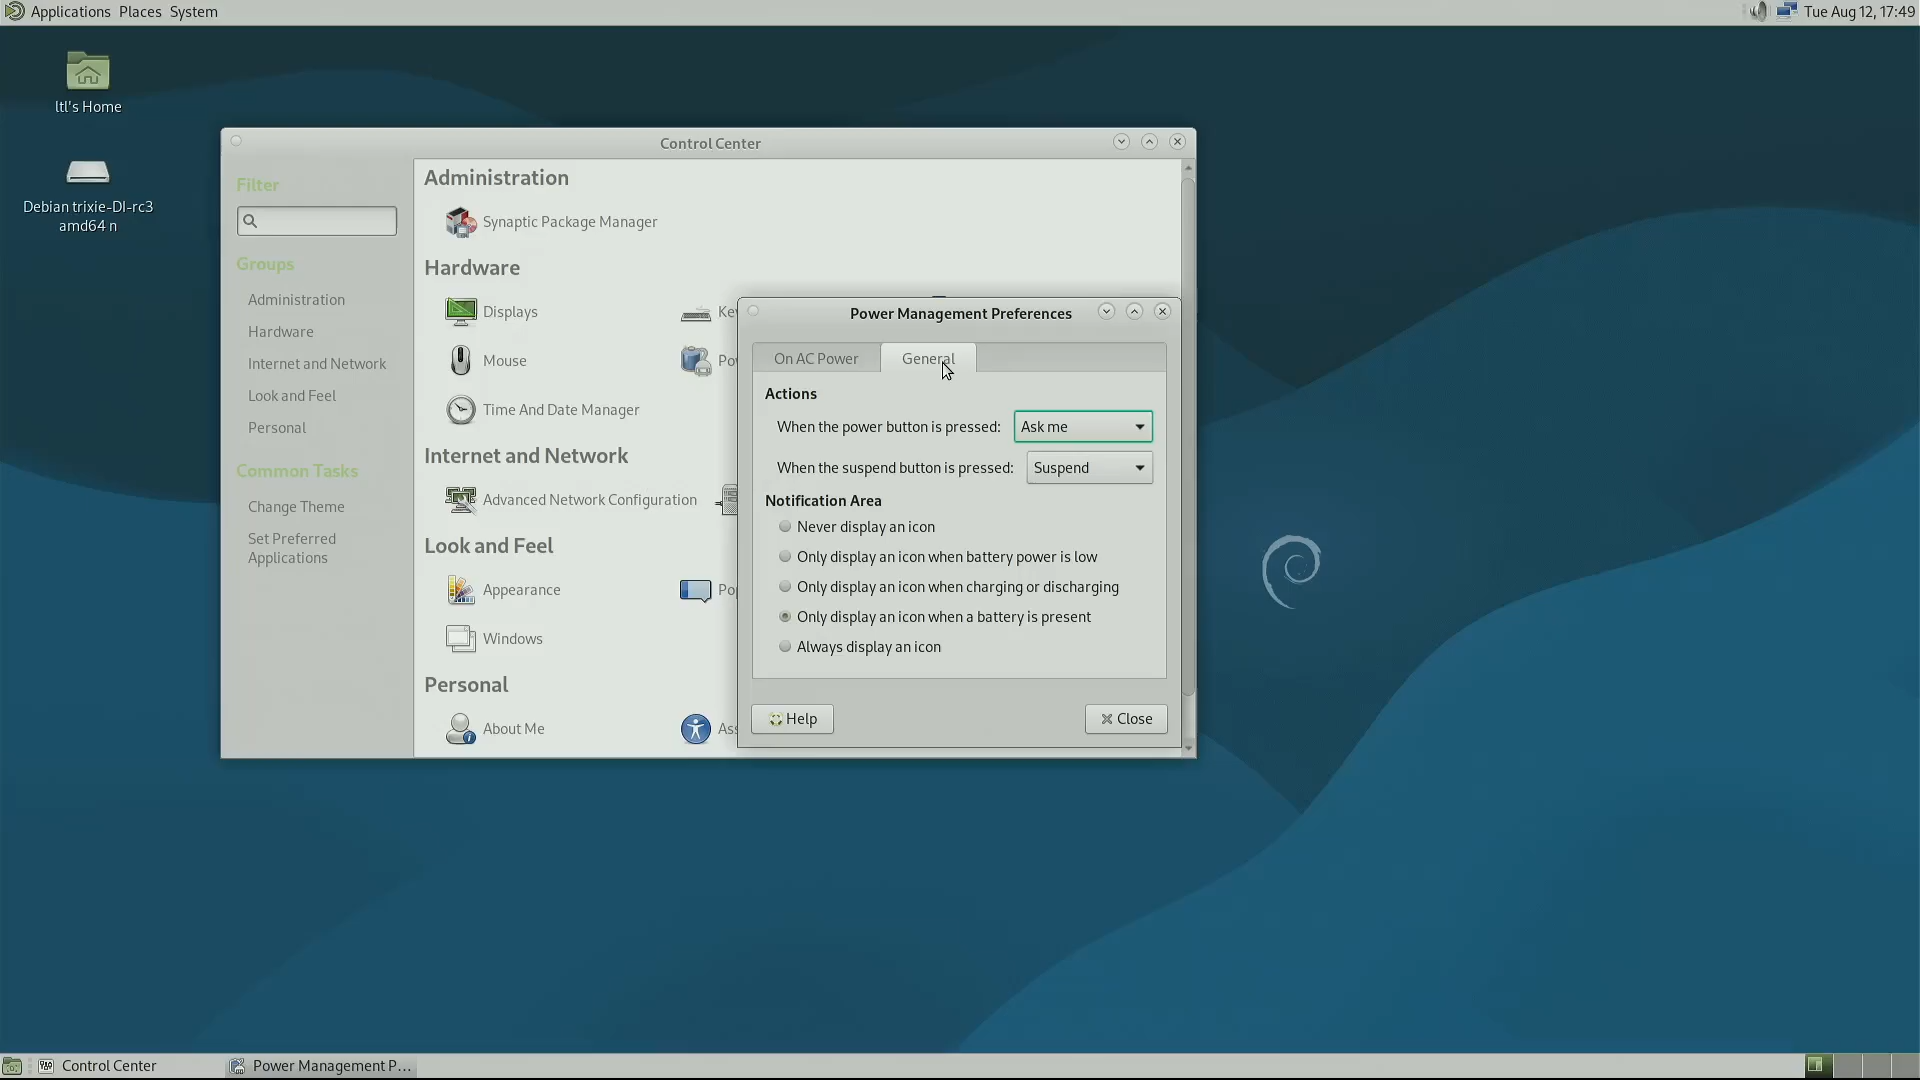 Applications Places System
Tue Aug 12, 17:49
ltl's Home
Debian trixie-DI-rc3
amd64 n
Control Center
Filter
Groups
Administration
Hardware
Internet and Network
Look and Feel
Personal
Common Tasks
Change Theme
Set Preferred
Applications
Administration
Synaptic Package Manager
Hardware
Displays
Mouse
Time And Date Manager
Internet and Network
Advanced Network Configuration
Look and Feel
Appearance
Windows
Personal
About Me
Power Management Preferences
On AC Power
General
Actions
When the power button is pressed: Ask me
When the suspend button is pressed: Suspend
Notification Area
Never display an icon
Only display an icon when battery power is low
Only display an icon when charging or discharging
Only display an icon when a battery is present
Always display an icon
Help
Close
Control Center
Power Management P...